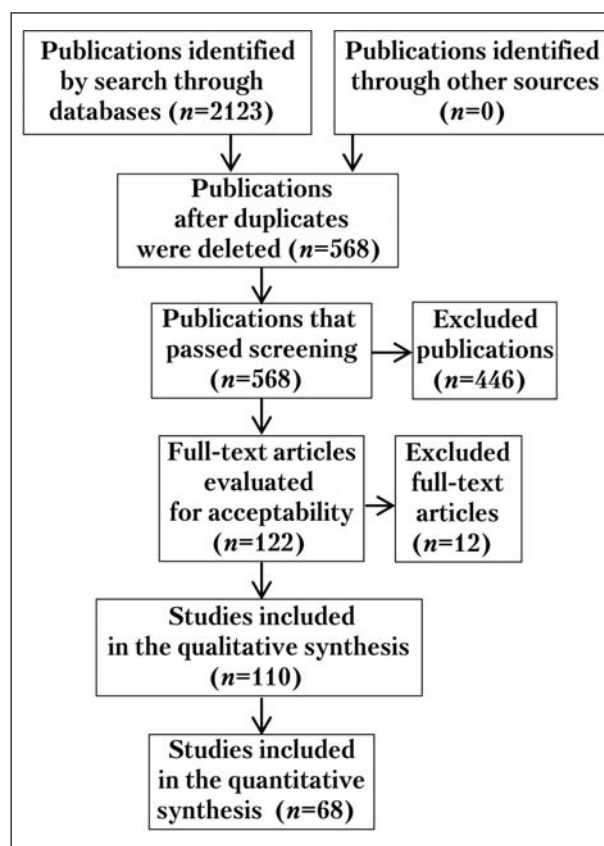 Publications identified
by search through
databases (n=2123)
Publications identified
through other sources
(n=0)
Publications
after duplicates
were deleted (n=568)
Publications that
passed screening
(n=568)
Excluded
publications
(n=446)
Full-text articles
evaluated
for acceptability
(n=122)
Excluded
full-text
articles
(n=12)
Studies included
in the qualitative synthesis
(n=110)
Studies included
in the quantitative
synthesis (n=68)